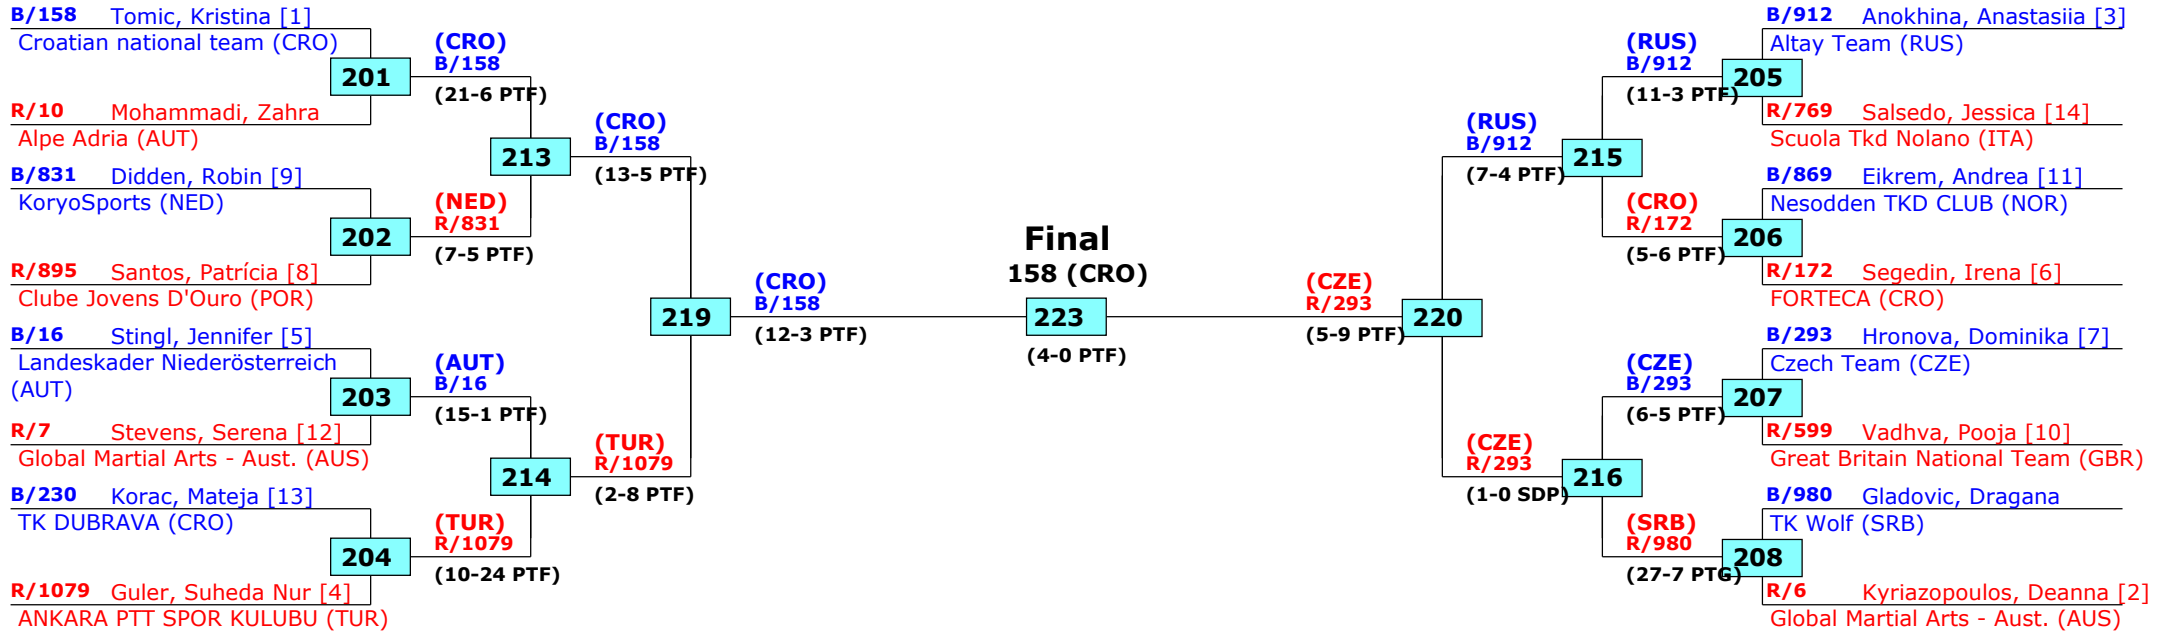 B/158 Tomic, Kristina [1]
Croatian national team (CRO)
201
R/10 Mohammadi, Zahra
Alpe Adria (AUT)
B/831 Didden, Robin [9]
KoryoSports (NED)
202
R/895 Santos, Patrícia [8]
Clube Jovens D'Ouro (POR)
B/16 Stingl, Jennifer [5]
Landeskader Niederösterreich
(AUT)
203
R/7 Stevens, Serena [12]
Global Martial Arts - Aust. (AUS)
B/230 Korac, Mateja [13]
TK DUBRAVA (CRO)
204
R/1079 Guler, Suheda Nur [4]
ANKARA PTT SPOR KULUBU (TUR)
(CRO)
B/158
(21-6 PTF)
213
(NED)
R/831
(7-5 PTF)
(AUT)
B/16
(15-1 PTF)
214
(TUR)
R/1079
(10-24 PTF)
(CRO)
B/158
(13-5 PTF)
219
(TUR)
R/1079
(2-8 PTF)
(CRO)
B/158
(12-3 PTF)
Final
158 (CRO)
223
(4-0 PTF)
(CZE)
R/293
(5-9 PTF)
220
(RUS)
B/912
(7-4 PTF)
215
(CZE)
R/293
(1-0 SDP)
216
(RUS)
B/912
(11-3 PTF)
(CRO)
R/172
(5-6 PTF)
(CZE)
B/293
(6-5 PTF)
(SRB)
R/980
(27-7 PTG)
B/912 Anokhina, Anastasiia [3]
Altay Team (RUS)
205
R/769 Salsedo, Jessica [14]
Scuola Tkd Nolano (ITA)
B/869 Eikrem, Andrea [11]
Nesodden TKD CLUB (NOR)
206
R/172 Segedin, Irena [6]
FORTECA (CRO)
B/293 Hronova, Dominika [7]
Czech Team (CZE)
207
R/599 Vadhva, Pooja [10]
Great Britain National Team (GBR)
B/980 Gladovic, Dragana
TK Wolf (SRB)
208
R/6 Kyriazopoulos, Deanna [2]
Global Martial Arts - Aust. (AUS)